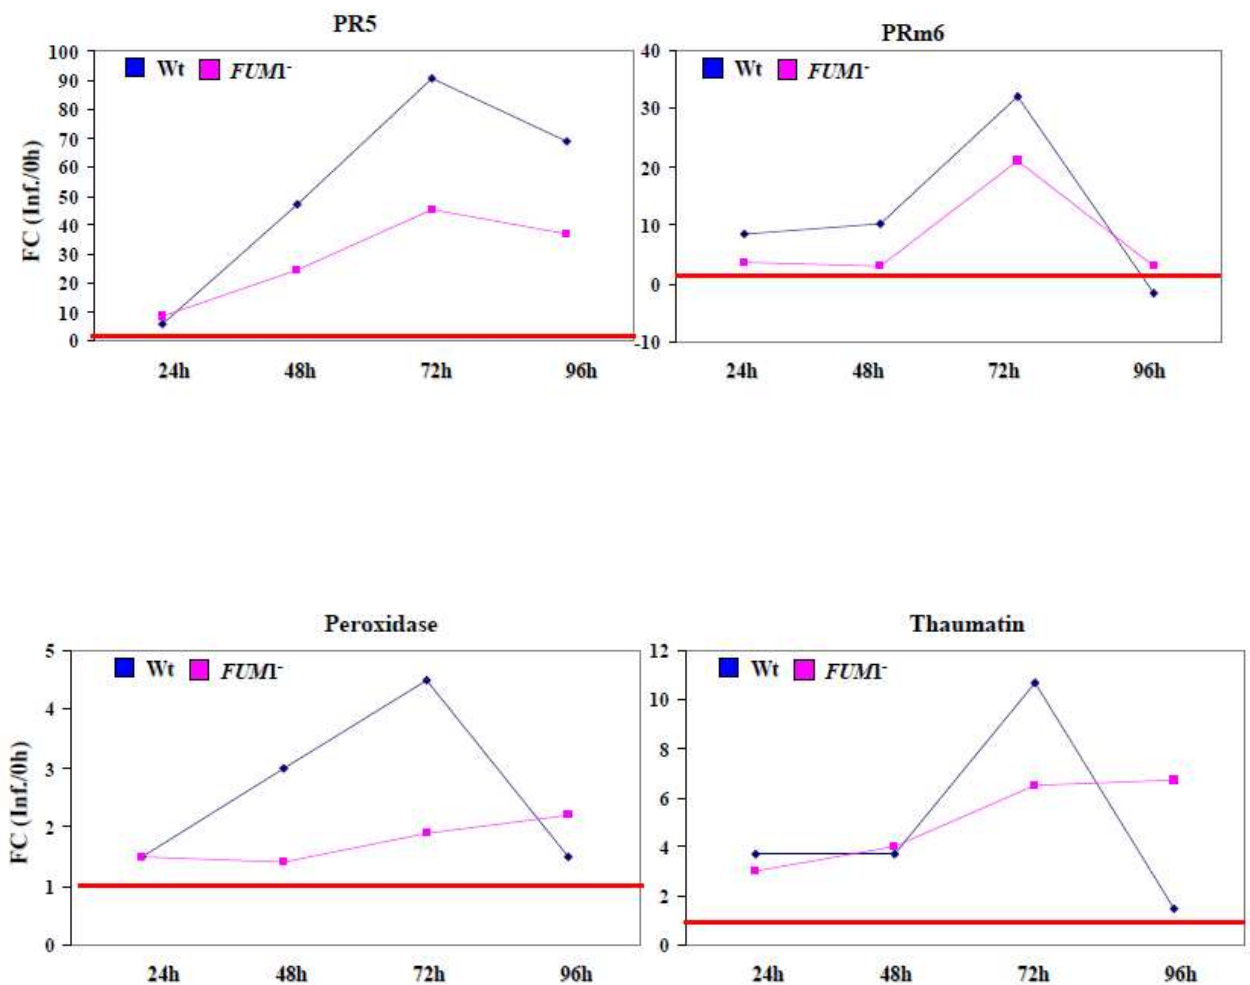 PR5
PRm6
100
90
80
70
60
50
40
30
20
10
0
FC (Inf./0h)
Wt FUM1-
24h 48h 72h 96h
40
30
20
10
0
-10
Wt FUM1-
24h 48h 72h 96h
Peroxidase
Thaumatin
5
4
3
2
1
0
FC (Inf./0h)
Wt FUM1-
24h 48h 72h 96h
12
10
8
6
4
2
0
Wt FUM1-
24h 48h 72h 96h